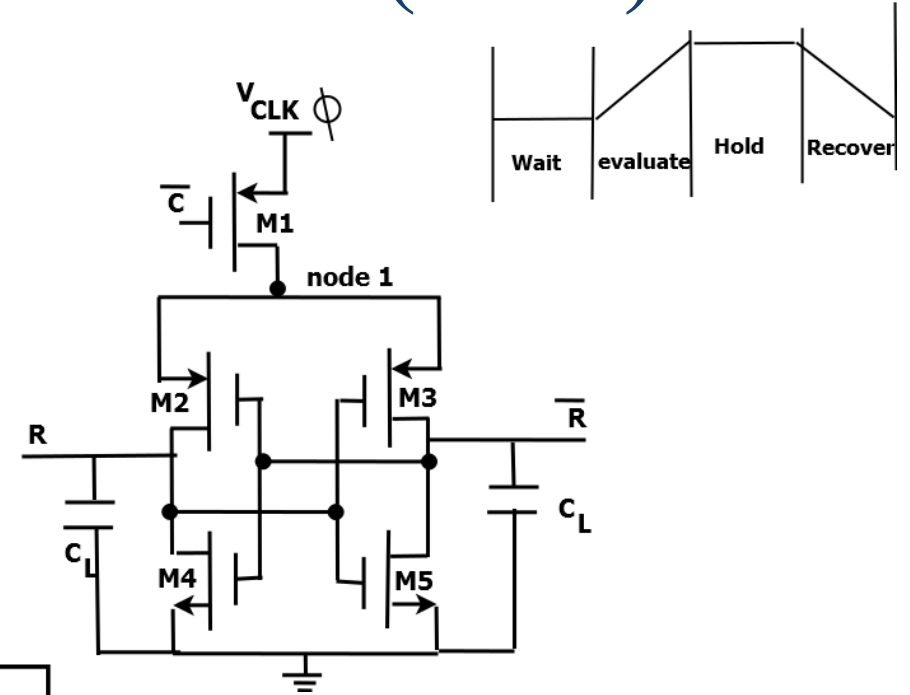 V CLK ϕ
C̅
M1
node 1
M2
M3
R
R̅
C L
C L
M4
M5
Wait
evaluate
Hold
Recover